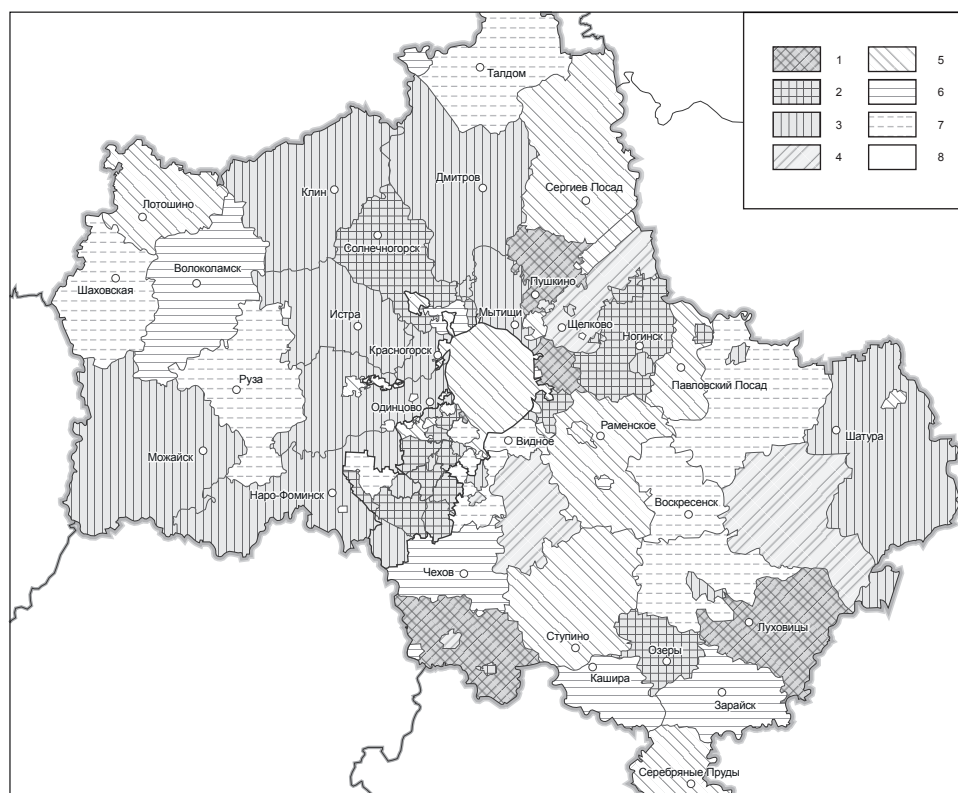 1 5
2 6
3 7
4 8
Талдом
Дмитров
Клин
Сергиев Посад
Лотошино
Солнечногорск
Волоколамск
Шаховская
Пушкино
Истра
Мытищи
Щелково
Ногинск
Красногорск
Руза
Павловский Посад
Одинцово
Раменское
Видное
Шатура
Можайск
Наро-Фоминск
Воскресенск
Чехов
Луховицы
Ступино
Озеры
Кашира
Зарайск
Серебряные Пруды